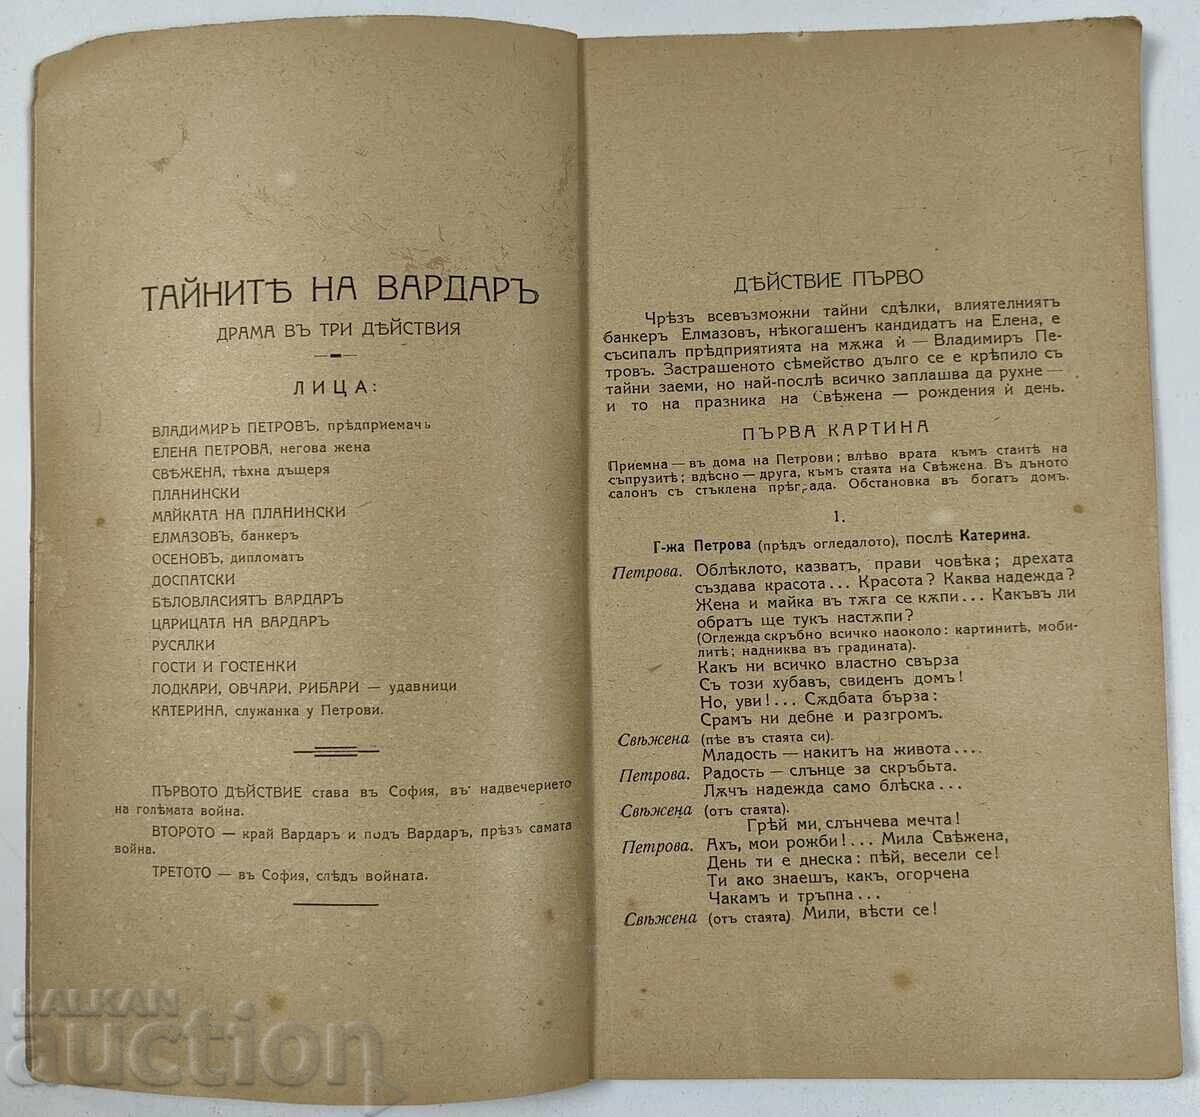 ТАЙНИТѢ НА ВАРДАРЪ
ДРАМА ВЪ ТРИ ДѢЙСТВИЯ
ЛИЦА:
ВЛАДИМИРЪ ПЕТРОВЪ, прѣдприемачъ
ЕЛЕНА ПЕТРОВА, негова жена
СВѢЖЕНА, тѣхна дъщеря
ПЛАНИНСКИ
МАЙКАТА НА ПЛАНИНСКИ
ЕЛМАЗОВЪ, банкеръ
ОСЕНОВЪ, дипломатъ
ДОСПАТСКИ
БѢЛОВЛАСИЯТЪ ВАРДАРЪ
ЦАРИЦАТА НА ВАРДАРЪ
РУСАЛКИ
ГОСТИ И ГОСТЕНКИ
ЛОДКАРИ, ОВЧАРИ, РИБАРИ — удавници
КАТЕРИНА, служанка у Петрови.
ПЪРВОТО ДѢЙСТВИЕ става въ София, въ надвечерието
на голѣмата война.
ВТОРОТО — край Вардаръ и подъ Вардаръ, прѣзъ самата
война.
ТРЕТОТО — въ София, слѣдъ войната.
ДѢЙСТВИЕ ПЪРВО
Чрѣзъ всевъзможни тайни сдѣлки, влиятелниятъ
банкеръ Елмазовъ, нѣкогашенъ кандидатъ на Елена, е
съсипалъ прѣдприятията на мѫжа ѝ — Владимиръ Пе-
тровъ. Застрашеното сѣмейство дълго се е крѣпило съ
тайни заеми, но най-послѣ всичко заплашва да рухне —
и то на празника на Свѣжена — рождения ѝ день.
ПЪРВА КАРТИНА
Приемна — въ дома на Петрови; влѣво врата къмъ стаитѣ на
съпрузитѣ; вдѣсно — друга, къмъ стаята на Свѣжена. Въ дъното
салонъ съ стъклена прѣграда. Обстановка въ богатъ домъ.
1.
Г-жа Петрова (прѣдъ огледалото), послѣ Катерина.
Петрова. Облѣклото, казватъ, прави човѣка; дрехата
създава красота... Красота? Каква надежда?
Жена и майка въ тѫга се кѫпи... Какъвъ ли
обратъ ще тукъ настѫпи?
(Оглежда скръбно всичко наоколо: картинитѣ, моби-
литѣ; надниква въ градината).
Какъ ни всичко властно свърза
Съ този хубавъ, свиденъ домъ!
Но, уви!... Сѫдбата бърза:
Срамъ ни дебне и разгромъ.
Свѣжена (пѣе въ стаята си).
Младость — накитъ на живота....
Петрова. Радость — слънце за скръбьта.
Лѫчъ надежда само блѣска...
Свѣжена (отъ стаята).
Грѣй ми, слънчева мечта!
Петрова. Ахъ, мои рожби!... Мила Свѣжена,
День ти е днеска: пѣй, весели се!
Ти ако знаешъ, какъ, огорчена
Чакамъ и тръпна...
Свѣжена (отъ стаята). Мили, вѣсти се!
BALKAN
auction